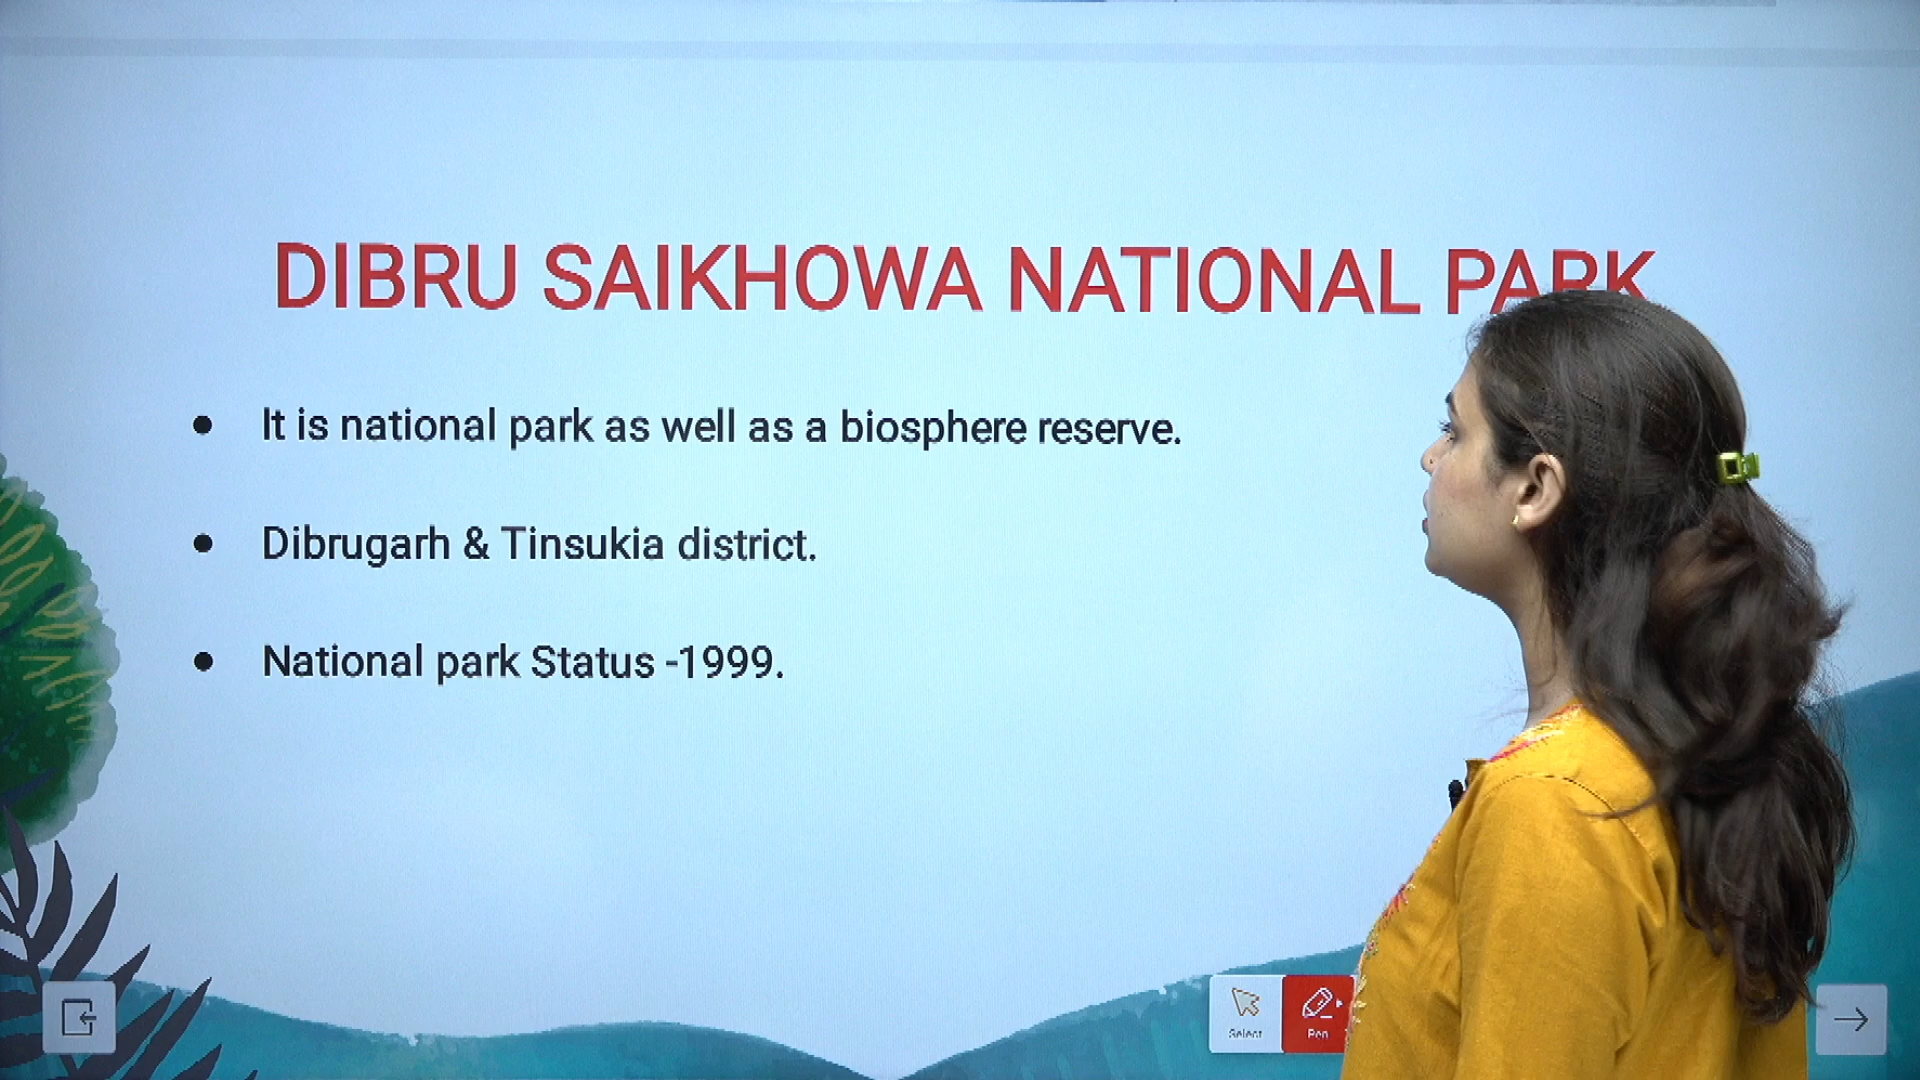 DIBRU SAIKHOWA NATIONAL PARK
● It is national park as well as a biosphere reserve.
● Dibrugarh & Tinsukia district.
● National park Status -1999.
Select
Pen